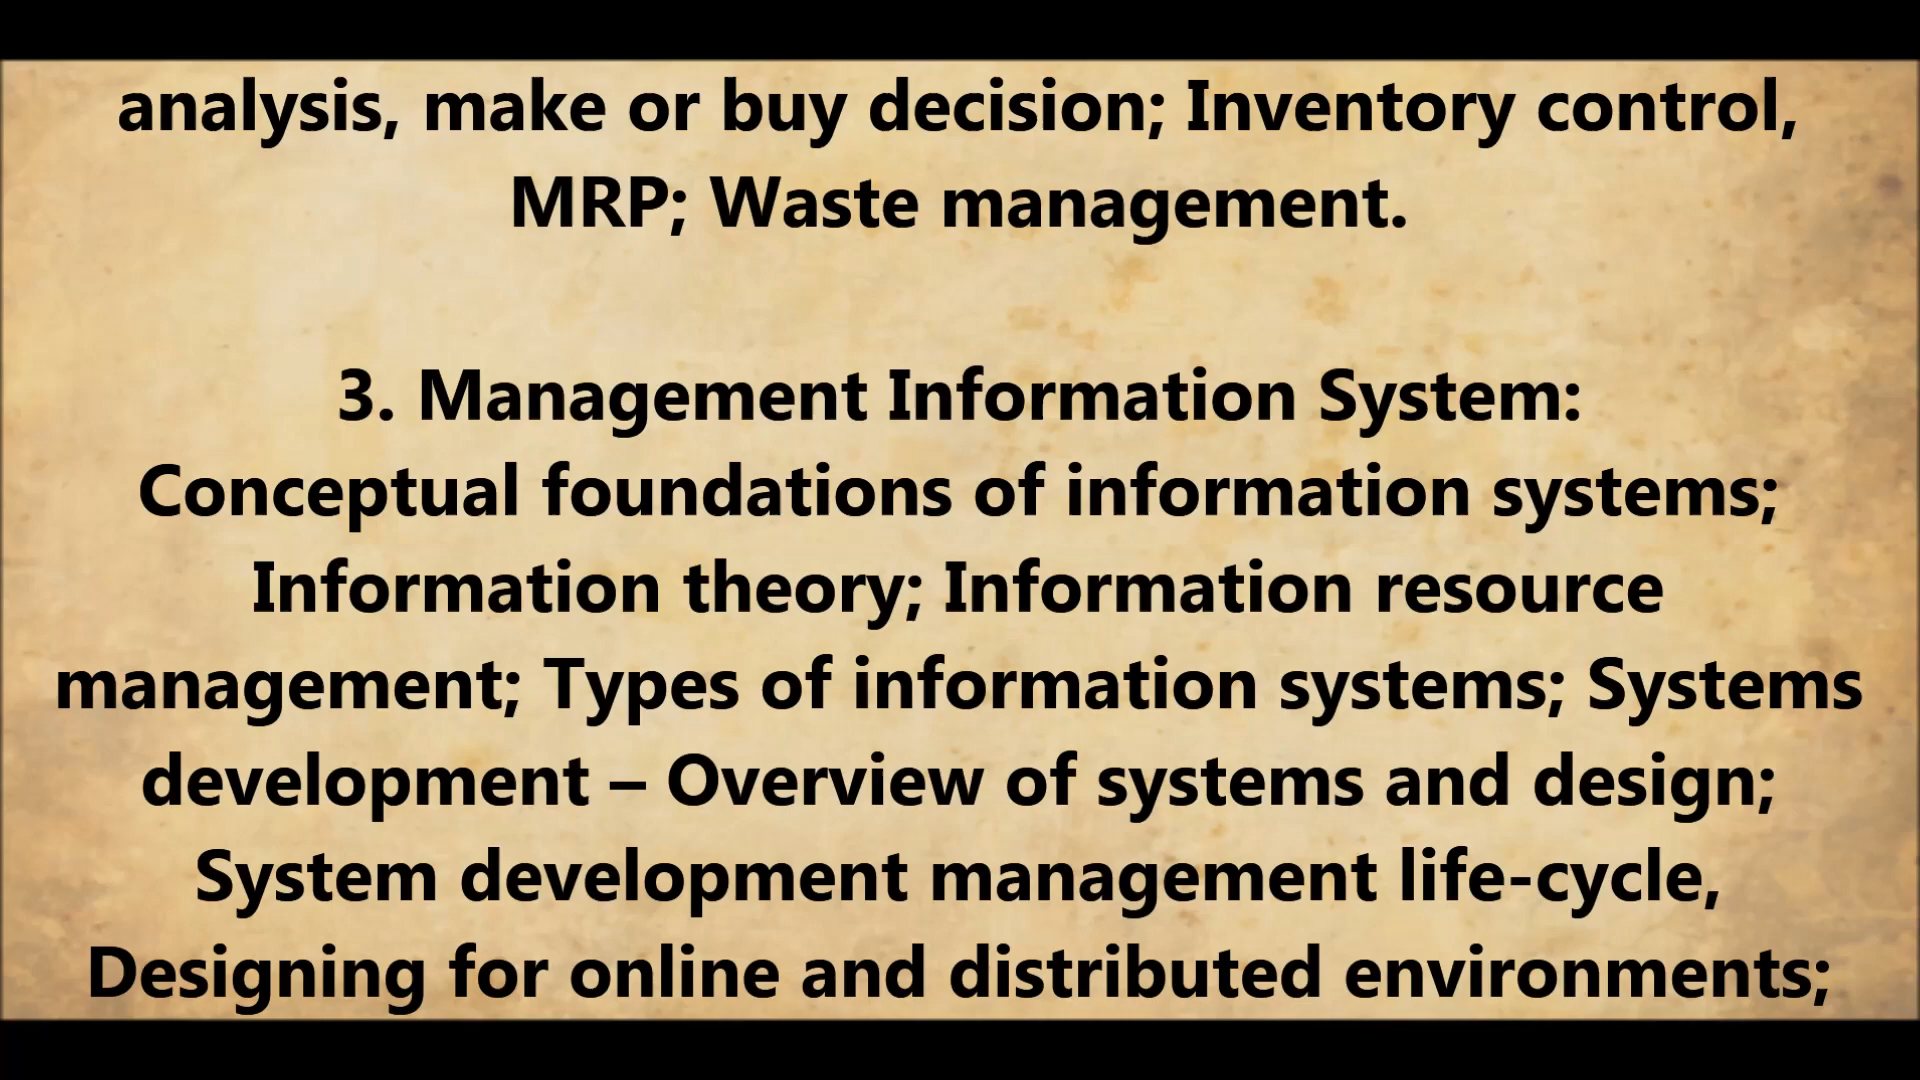 analysis, make or buy decision; Inventory control,
MRP; Waste management.
3. Management Information System:
Conceptual foundations of information systems;
Information theory; Information resource
management; Types of information systems; Systems
development – Overview of systems and design;
System development management life-cycle,
Designing for online and distributed environments;